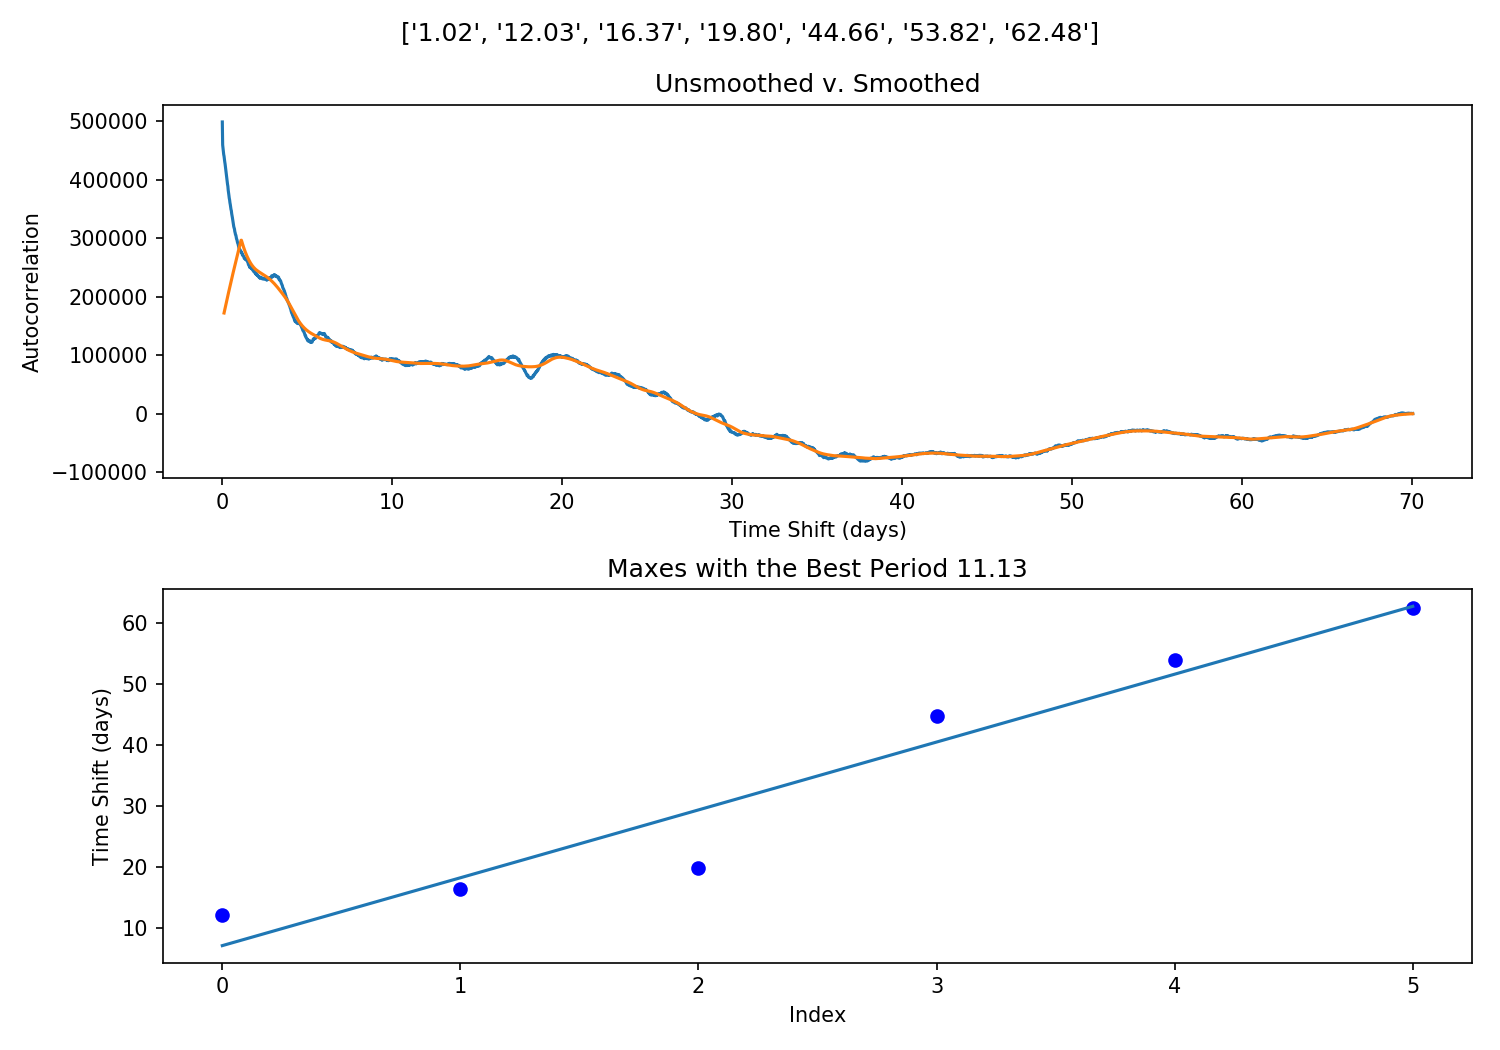 ['1.02', '12.03', '16.37', '19.80', '44.66', '53.82', '62.48']
Unsmoothed v. Smoothed
Autocorrelation
500000
400000
300000
200000
100000
0
−100000
0 10 20 30 40 50 60 70
Time Shift (days)
Maxes with the Best Period 11.13
Time Shift (days)
60
50
40
30
20
10
0 1 2 3 4 5
Index